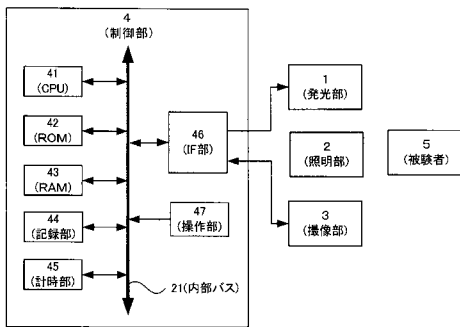 4
(制御部)
41
(CPU)
42
(ROM)
43
(RAM)
44
(記録部)
45
(計時部)
46
(IF部)
47
(操作部)
21(内部バス)
1
(発光部)
2
(照明部)
3
(撮像部)
5
(被験者)